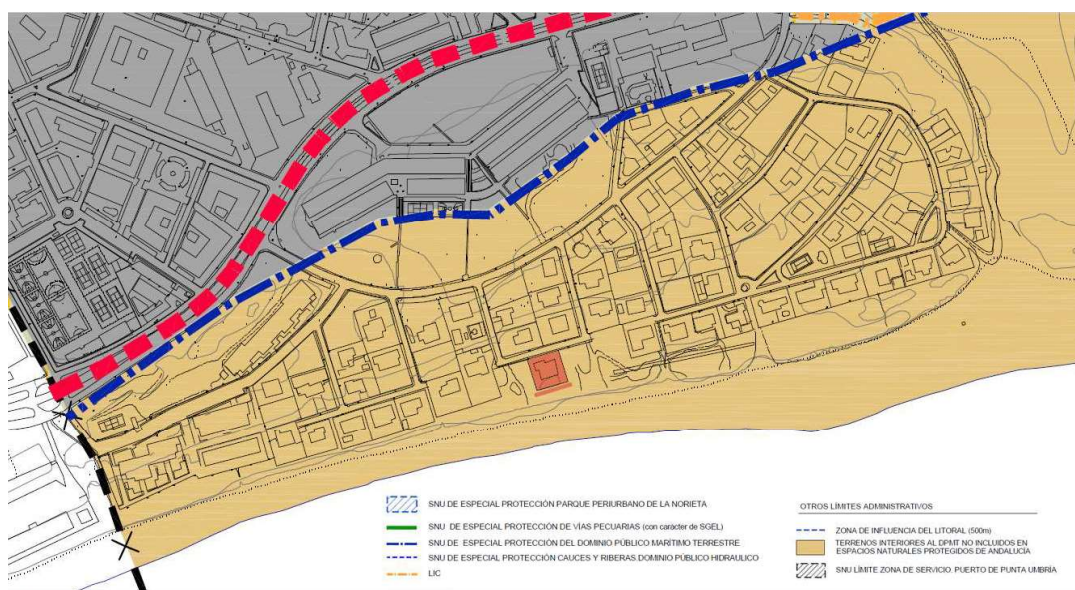 SNU DE ESPECIAL PROTECCIÓN PARQUE PERIURBANO DE LA NORIETA
SNU DE ESPECIAL PROTECCIÓN DE VÍAS PECUARIAS (con carácter de SGEL)
SNU DE ESPECIAL PROTECCIÓN DEL DOMINIO PÚBLICO MARÍTIMO TERRESTRE
SNU DE ESPECIAL PROTECCIÓN CAUCES Y RIBERAS.DOMINIO PÚBLICO HIDRAULICO
LIC
OTROS LÍMITES ADMINISTRATIVOS
ZONA DE INFLUENCIA DEL LITORAL (500m)
TERRENOS INTERIORES AL DPMT NO INCLUIDOS EN
ESPACIOS NATURALES PROTEGIDOS DE ANDALUCÍA
SNU LÍMITE ZONA DE SERVICIO. PUERTO DE PUNTA UMBRÍA